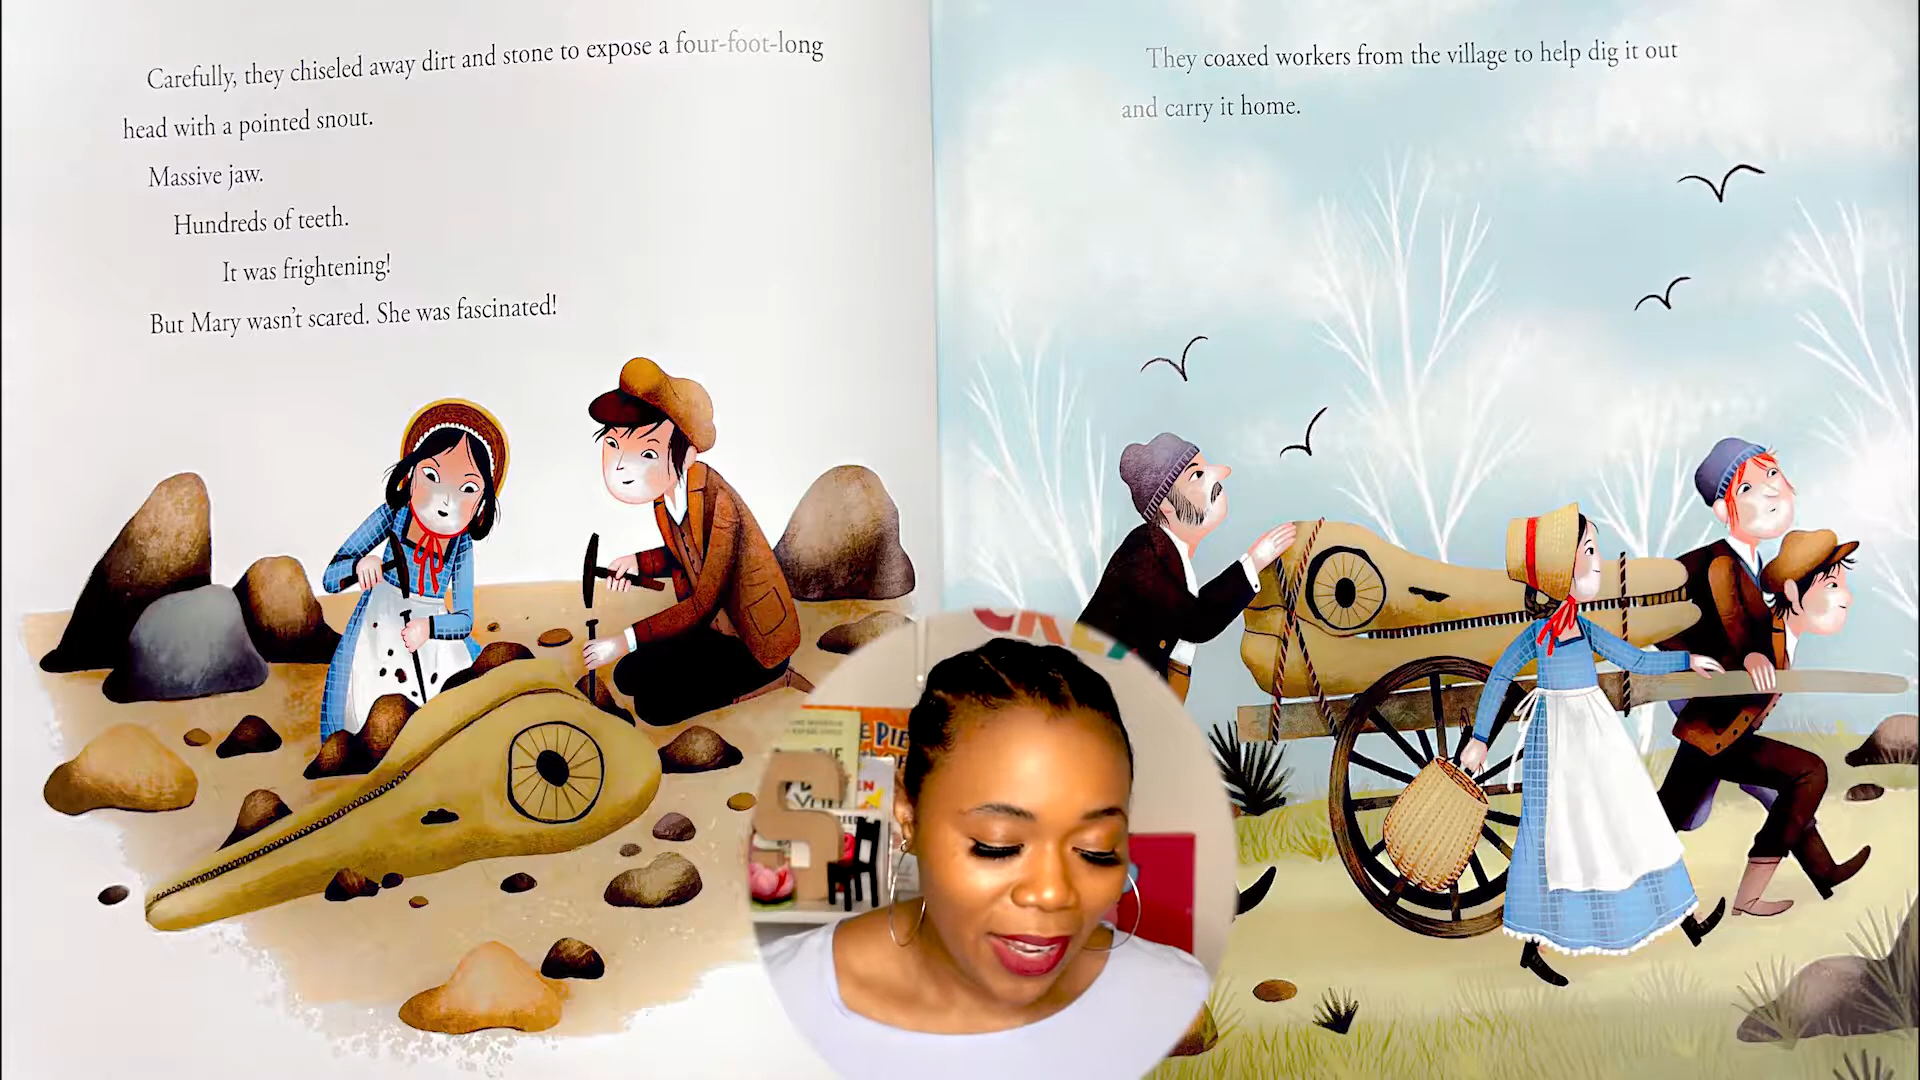 Carefully, they chiseled away dirt and stone to expose a four-foot-long
head with a pointed snout.
Massive jaw.
Hundreds of teeth.
It was frightening!
But Mary wasn't scared. She was fascinated!
They coaxed workers from the village to help dig it out
and carry it home.
THE
PIE
S